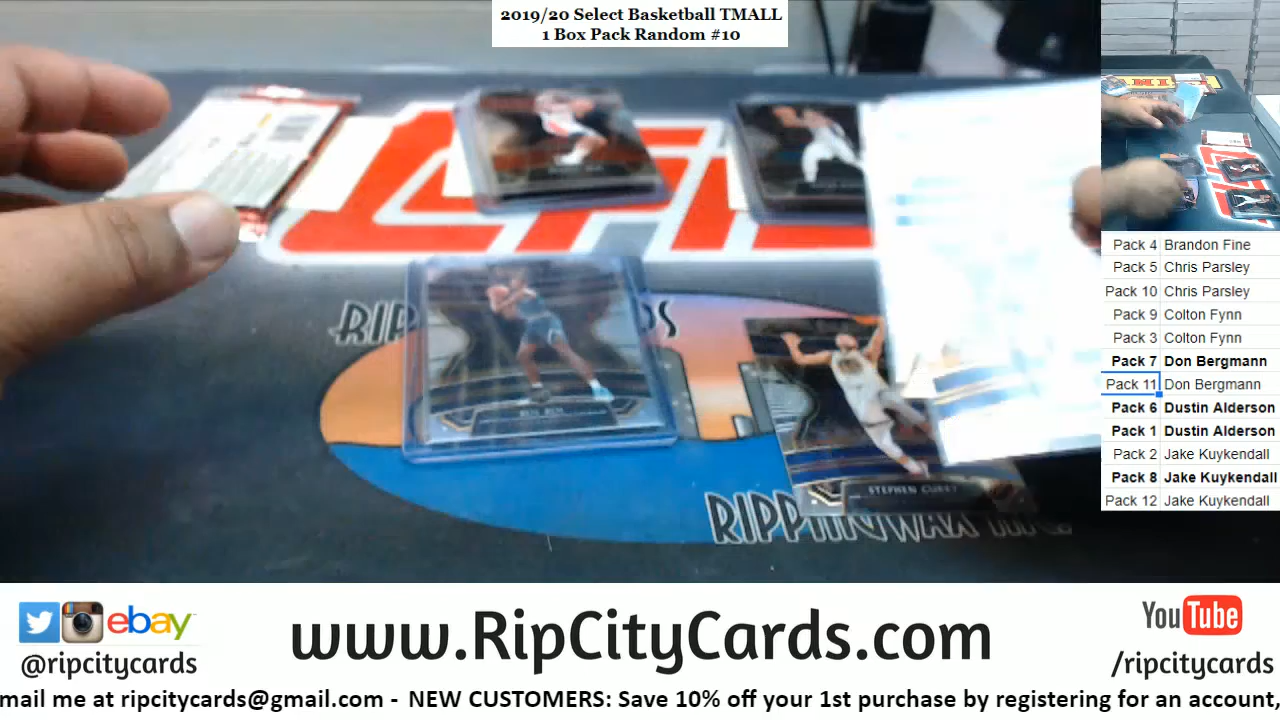 2019/20 Select Basketball TMALL
1 Box Pack Random #10
Pack 4 Brandon Fine
Pack 5 Chris Parsley
Pack 10 Chris Parsley
Pack 9 Colton Fynn
Pack 3 Colton Fynn
Pack 7 Don Bergmann
Pack 11 Don Bergmann
Pack 6 Dustin Alderson
Pack 1 Dustin Alderson
Pack 2 Jake Kuykendall
Pack 8 Jake Kuykendall
Pack 12 Jake Kuykendall
RIP
STEPHEN CURRY
RIPPINWAX
ebay
@ripcitycards
www.RipCityCards.com
YouTube
/ripcitycards
mail me at ripcitycards@gmail.com - NEW CUSTOMERS: Save 10% off your 1st purchase by registering for an account,